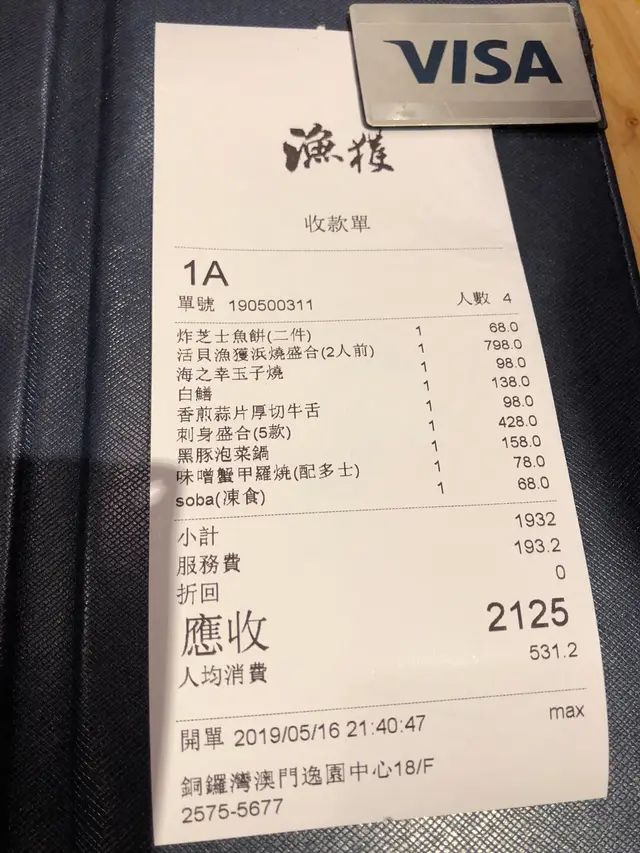 VISA
漁獲
收款單
1A
單號 190500311 人數 4
炸芝士魚餅(二件) 1 68.0
活貝漁獲浜燒盛合(2人前) 1 798.0
海之幸玉子燒 1 98.0
白鱔 1 138.0
香煎蒜片厚切牛舌 1 98.0
刺身盛合(5款) 1 428.0
黑豚泡菜鍋 1 158.0
味噌蟹甲羅燒(配多士) 1 78.0
soba(凍食) 1 68.0
小計 1932
服務費 193.2
折回 0
應收 2125
人均消費 531.2
開單 2019/05/16 21:40:47 max
銅鑼灣澳門逸園中心18/F
2575-5677